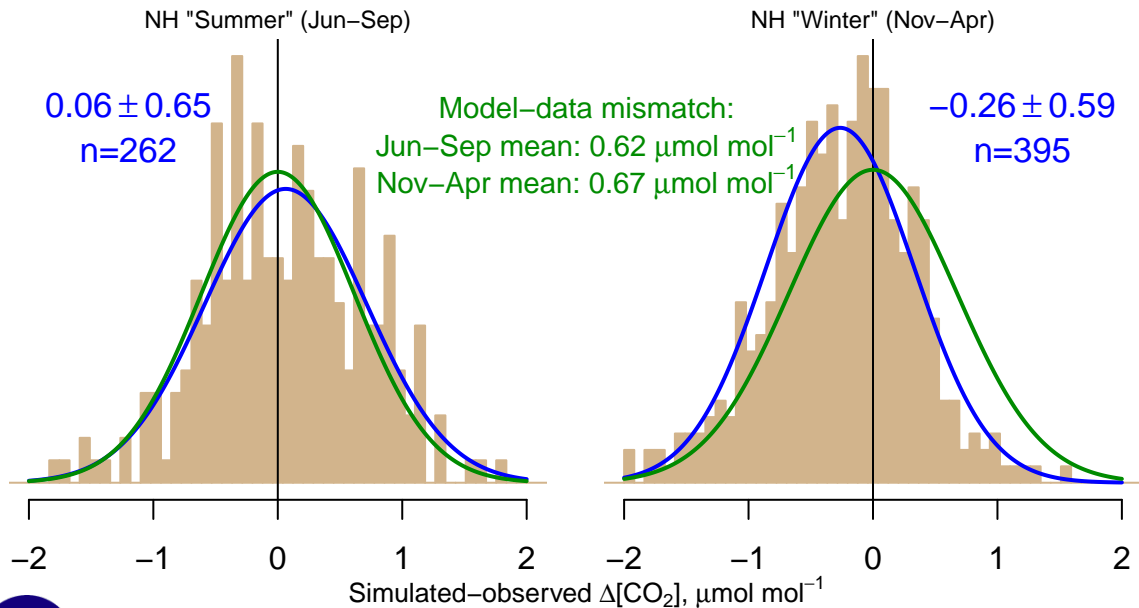 NH "Summer" (Jun−Sep)
NH "Winter" (Nov−Apr)
0.06 ± 0.65
n=262
Model−data mismatch:
Jun−Sep mean: 0.62 μmol mol⁻¹
Nov−Apr mean: 0.67 μmol mol⁻¹
−0.26 ± 0.59
n=395
−2 −1 0 1 2
−2 −1 0 1 2
Simulated−observed Δ[CO₂], μmol mol⁻¹